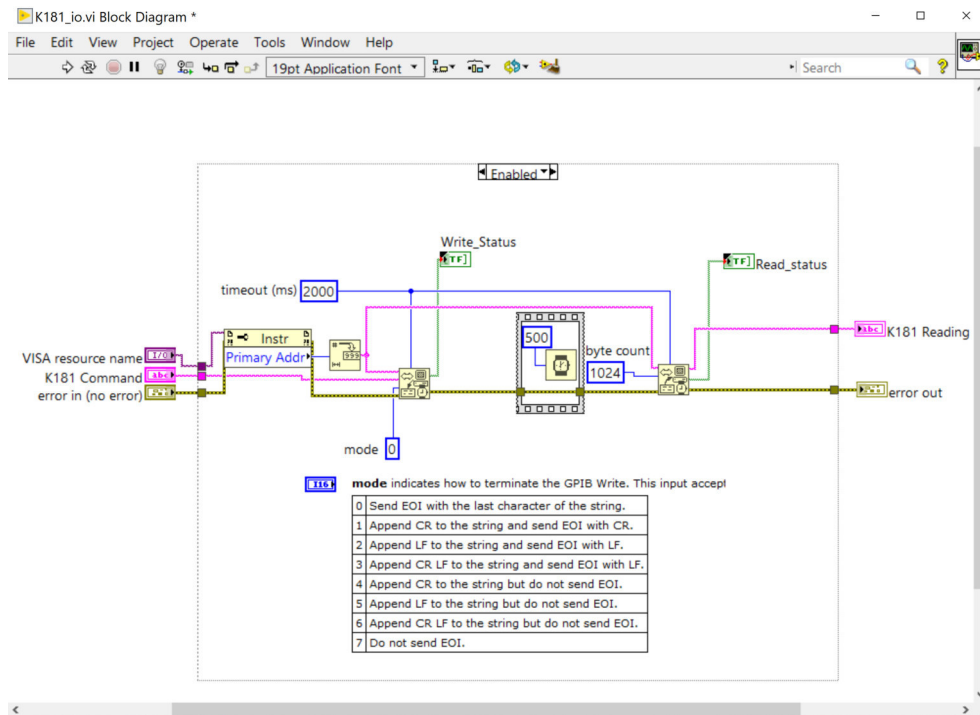 K181_io.vi Block Diagram *
File Edit View Project Operate Tools Window Help
19pt Application Font
Search
Enabled
Write_Status
TF]
TF]
Read_status
timeout (ms) 2000
Instr
Primary Addr
999
500
byte count
1024
VISA resource name I/O
K181 Command abc
error in (no error)
abc K181 Reading
error out
mode 0
I16
mode indicates how to terminate the GPIB Write. This input accept
0 Send EOI with the last character of the string.
1 Append CR to the string and send EOI with CR.
2 Append LF to the string and send EOI with LF.
3 Append CR LF to the string and send EOI with LF.
4 Append CR to the string but do not send EOI.
5 Append LF to the string but do not send EOI.
6 Append CR LF to the string but do not send EOI.
7 Do not send EOI.